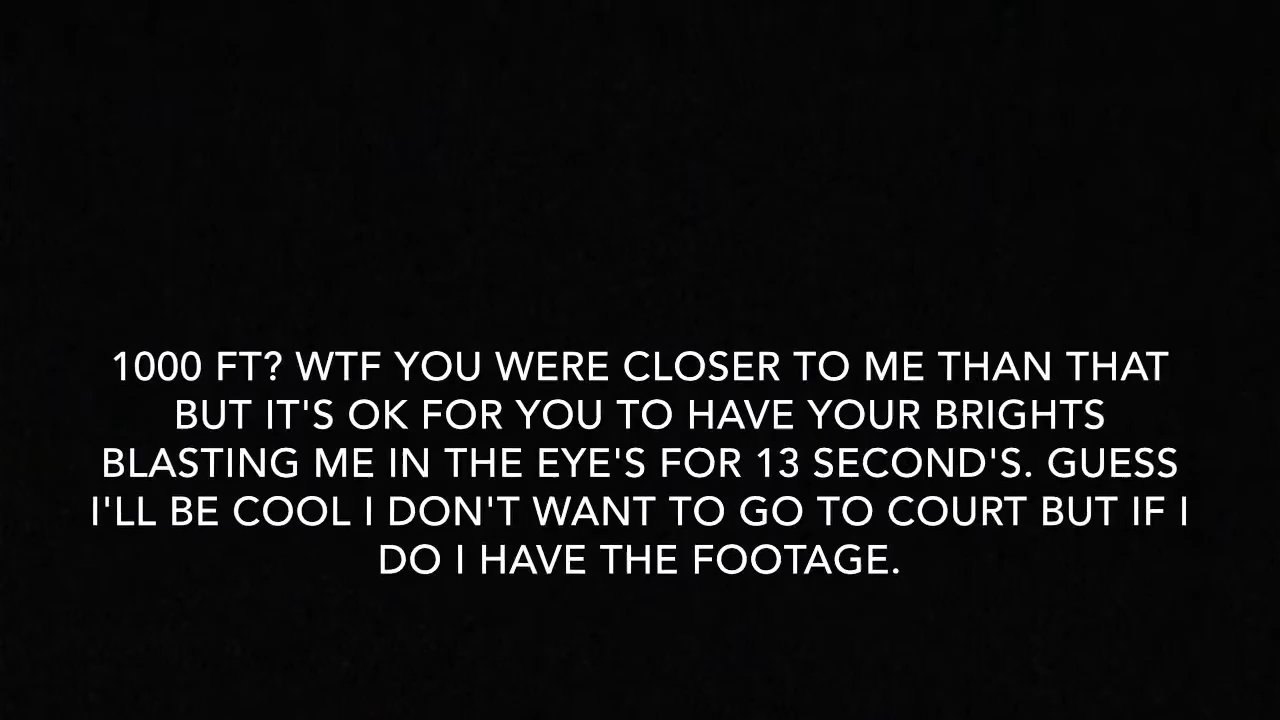 1000 FT? WTF YOU WERE CLOSER TO ME THAN THAT
BUT IT'S OK FOR YOU TO HAVE YOUR BRIGHTS
BLASTING ME IN THE EYE'S FOR 13 SECOND'S. GUESS
I'LL BE COOL I DON'T WANT TO GO TO COURT BUT IF I
DO I HAVE THE FOOTAGE.